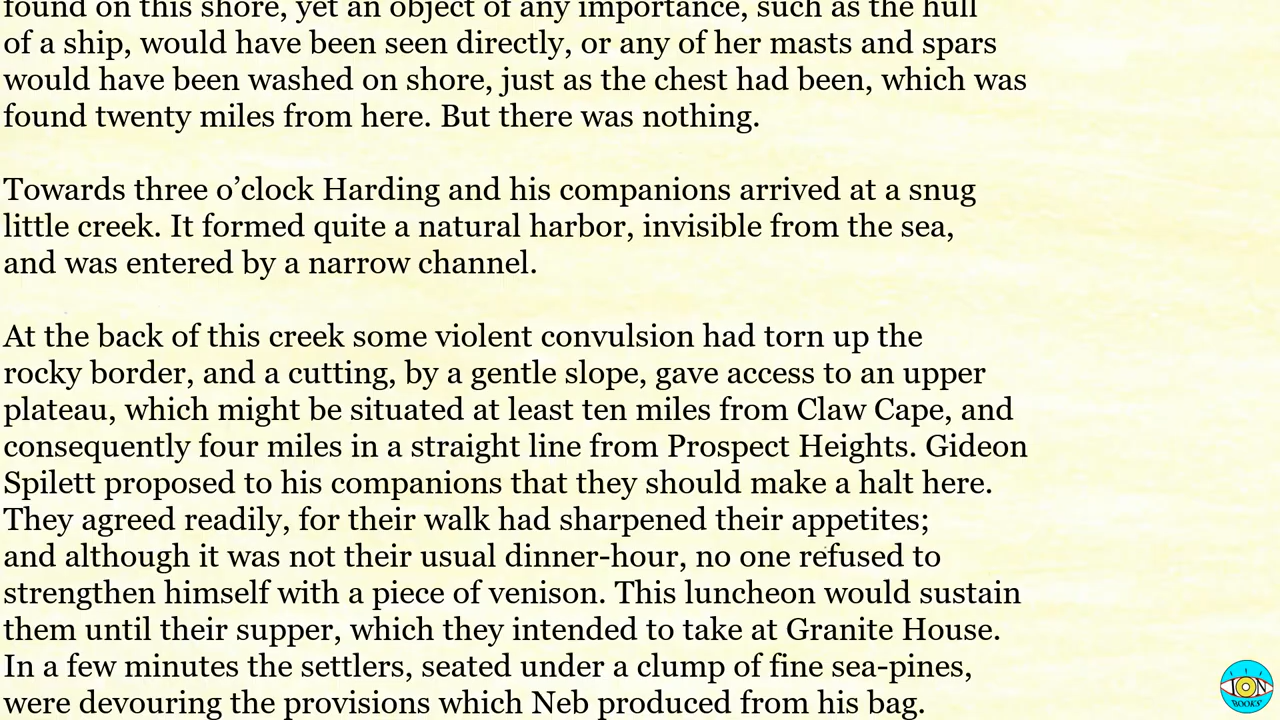 found on this shore, yet an object of any importance, such as the hull
of a ship, would have been seen directly, or any of her masts and spars
would have been washed on shore, just as the chest had been, which was
found twenty miles from here. But there was nothing.
Towards three o’clock Harding and his companions arrived at a snug
little creek. It formed quite a natural harbor, invisible from the sea,
and was entered by a narrow channel.
At the back of this creek some violent convulsion had torn up the
rocky border, and a cutting, by a gentle slope, gave access to an upper
plateau, which might be situated at least ten miles from Claw Cape, and
consequently four miles in a straight line from Prospect Heights. Gideon
Spilett proposed to his companions that they should make a halt here.
They agreed readily, for their walk had sharpened their appetites;
and although it was not their usual dinner-hour, no one refused to
strengthen himself with a piece of venison. This luncheon would sustain
them until their supper, which they intended to take at Granite House.
In a few minutes the settlers, seated under a clump of fine sea-pines,
were devouring the provisions which Neb produced from his bag.
ION
BOOKS